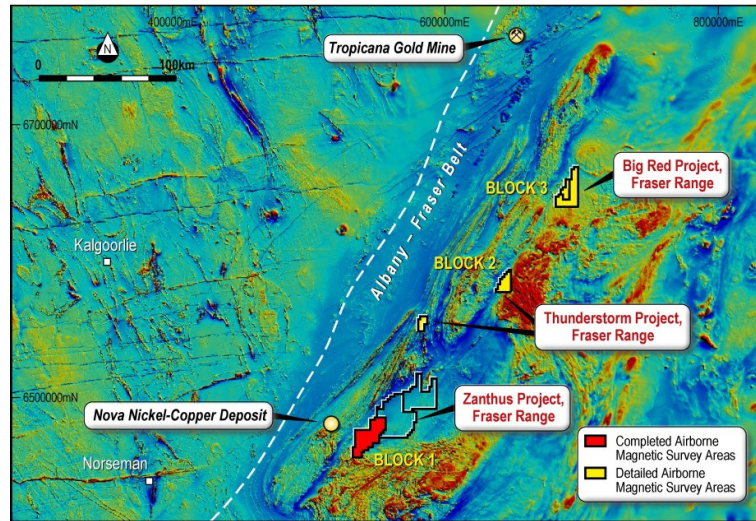 400000mE
600000mE
800000mE
N
Tropicana Gold Mine
0
100km
6700000mN
Big Red Project,
Fraser Range
BLOCK 3
Albany – Fraser Belt
Kalgoorlie
BLOCK 2
Thunderstorm Project,
Fraser Range
6500000mN
Zanthus Project,
Fraser Range
Nova Nickel-Copper Deposit
BLOCK 1
Norseman
Completed Airborne
Magnetic Survey Areas
Detailed Airborne
Magnetic Survey Areas